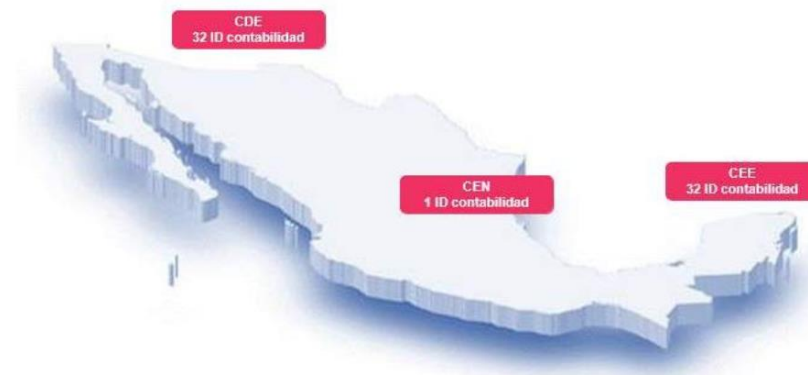 CDE
32 ID contabilidad
CEN
1 ID contabilidad
CEE
32 ID contabilidad